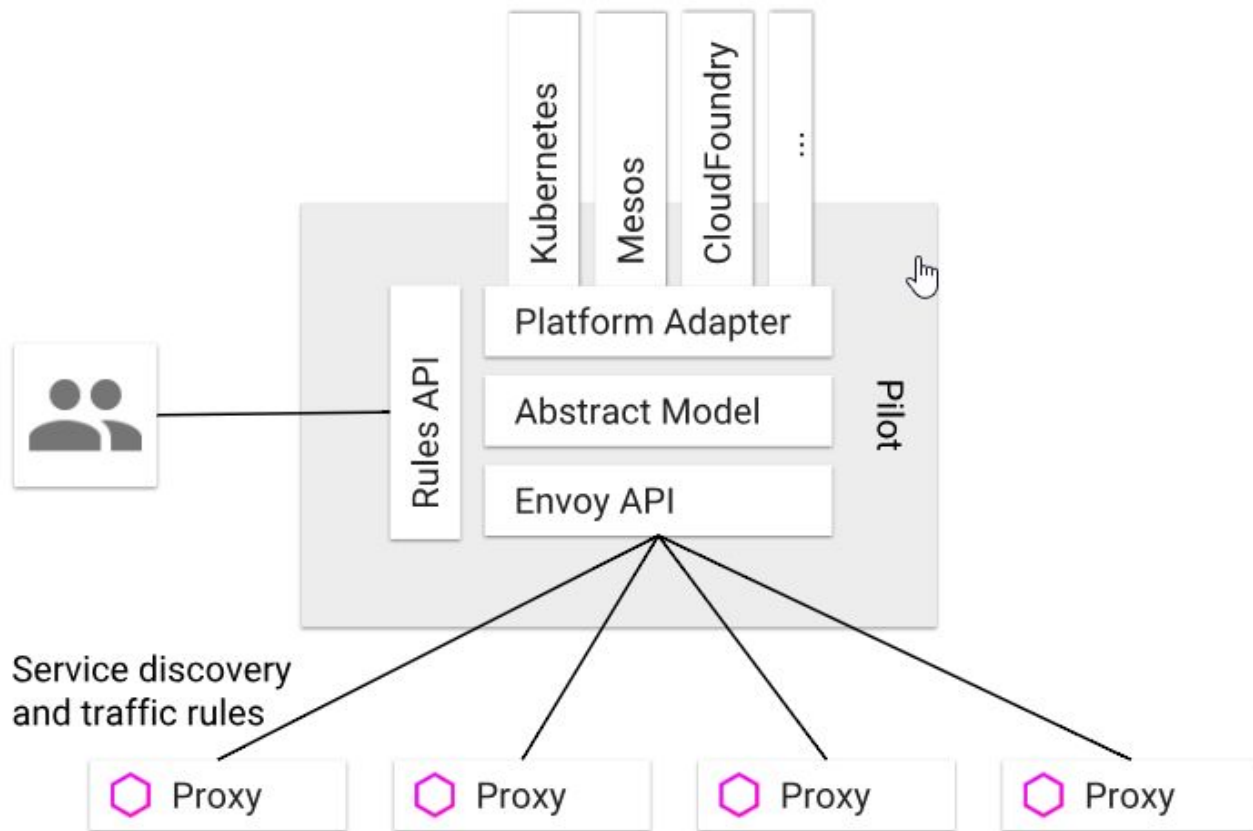 Kubernetes
Mesos
CloudFoundry
...
Platform Adapter
Rules API
Abstract Model
Pilot
Envoy API
Service discovery
and traffic rules
Proxy
Proxy
Proxy
Proxy